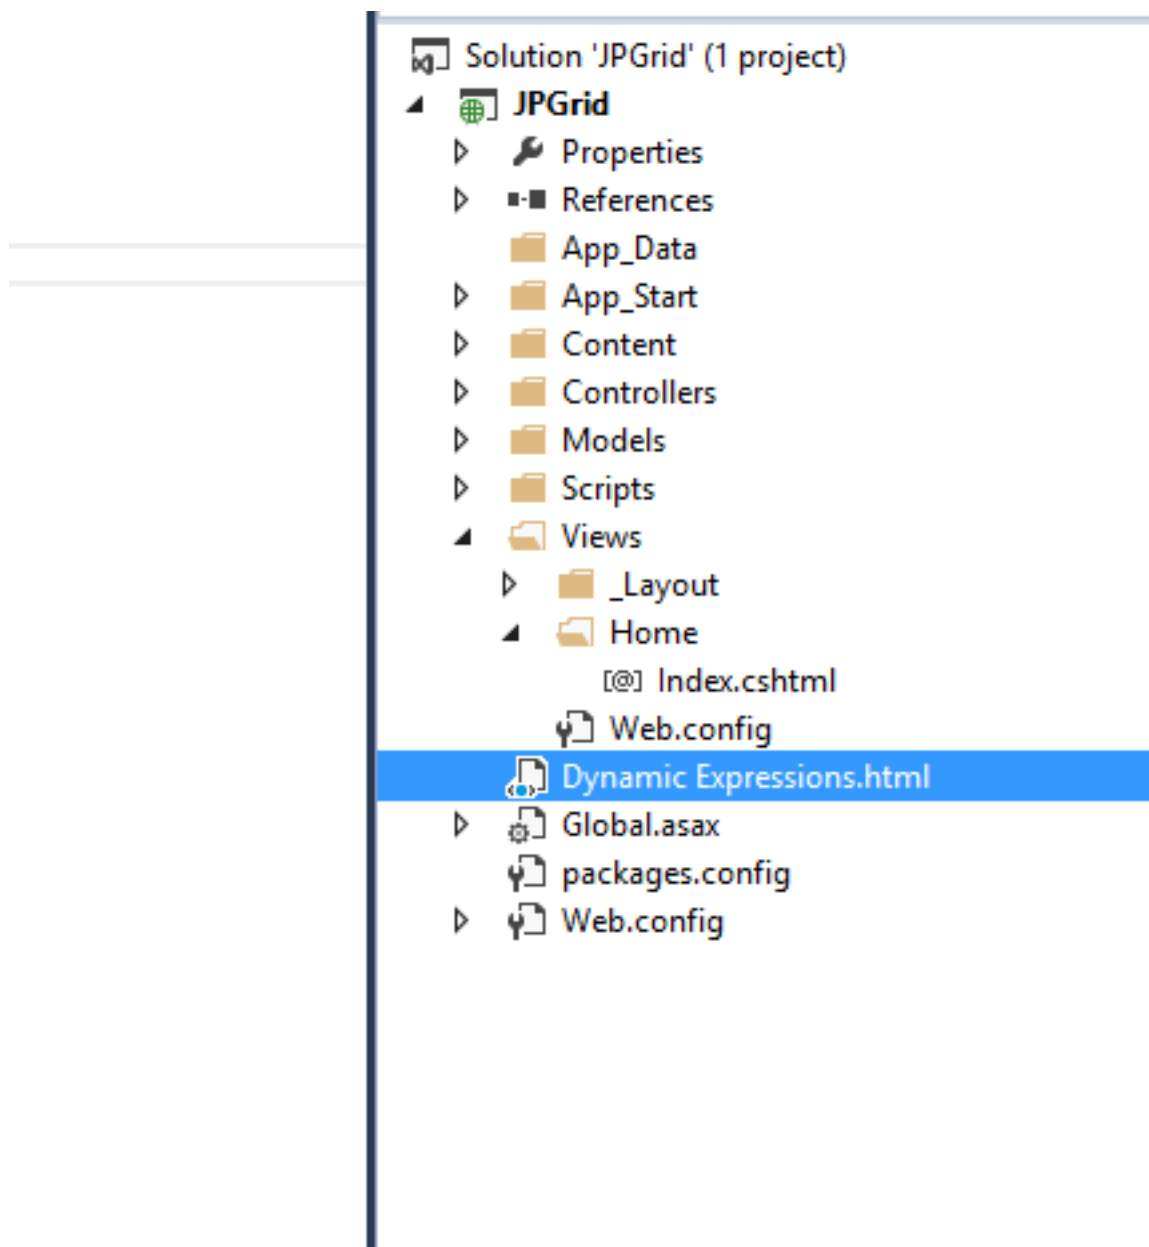 Solution 'JPGrid' (1 project)
JPGrid
Properties
References
App_Data
App_Start
Content
Controllers
Models
Scripts
Views
_Layout
Home
[@] Index.cshtml
Web.config
Dynamic Expressions.html
Global.asax
packages.config
Web.config